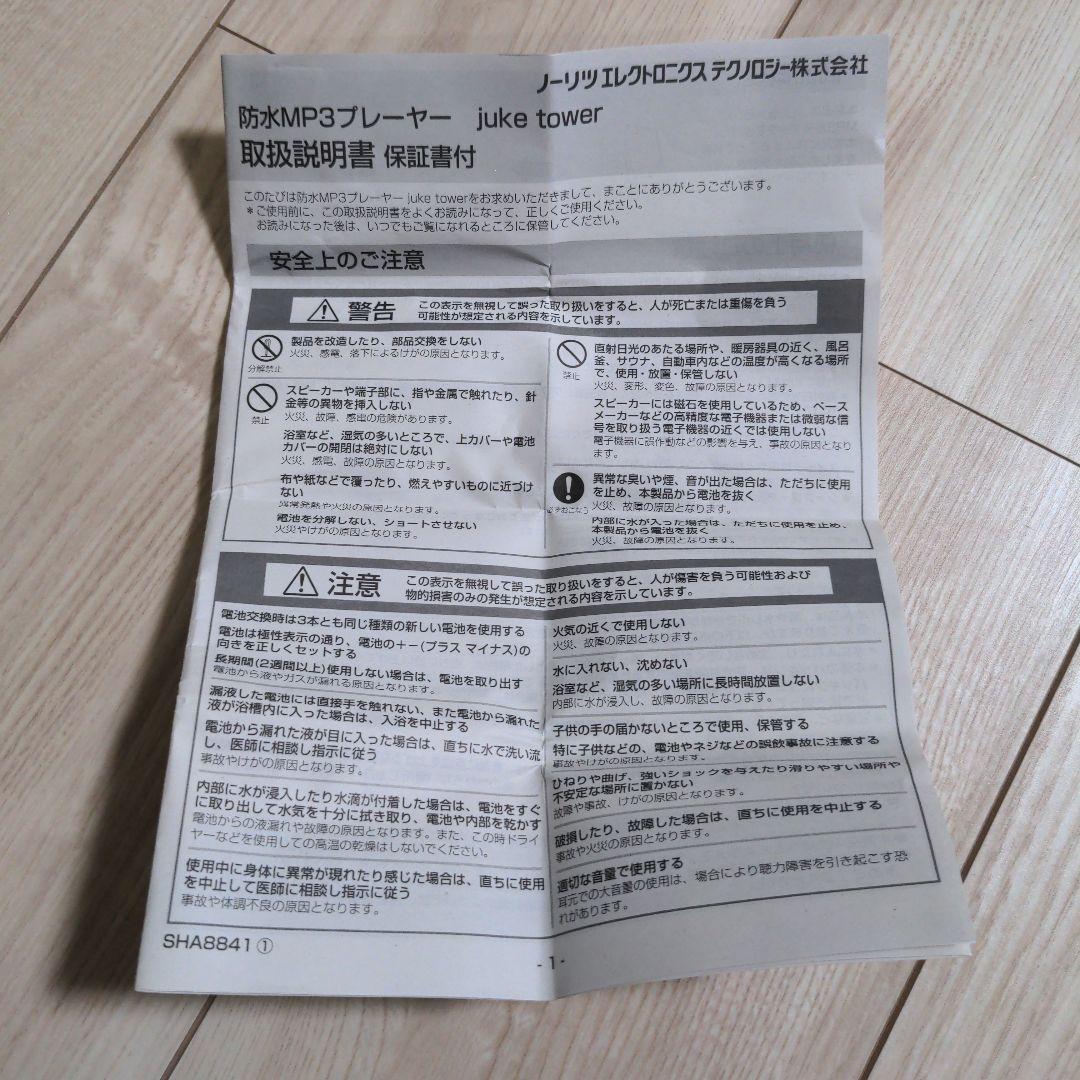 ノーリツエレクトロニクステクノロジー株式会社
防水MP3プレーヤー juke tower
取扱説明書 保証書付
このたびは防水MP3プレーヤー juke towerをお求めいただきまして、まことにありがとうございます。
*ご使用前に、この取扱説明書をよくお読みになって、正しくご使用ください。
お読みになった後は、いつでもご覧になれるところに保管してください。
安全上のご注意
警告
この表示を無視して誤った取り扱いをすると、人が死亡または重傷を負う
可能性が想定される内容を示しています。
分解禁止
製品を改造したり、部品交換をしない
火災、感電、落下によるけがの原因となります。
禁止
スピーカーや端子部に、指や金属で触れたり、針
金等の異物を挿入しない
火災、故障、感電の危険があります。
浴室など、湿気の多いところで、上カバーや電池
カバーの開閉は絶対にしない
火災、感電、故障の原因となります。
布や紙などで覆ったり、燃えやすいものに近づけ
ない
異常発熱や火災の原因となります。
電池を分解しない、ショートさせない
火災やけがの原因となります。
禁止
直射日光のあたる場所や、暖房器具の近く、風呂
釜、サウナ、自動車内などの温度が高くなる場所
で、使用・放置・保管しない
火災、変形、変色、故障の原因となります。
スピーカーには磁石を使用しているため、ペース
メーカーなどの高精度な電子機器または微弱な信
号を取り扱う電子機器の近くでは使用しない
電子機器に誤作動などの影響を与え、事故の原因となり
ます。
必ずおこなう
異常な臭いや煙、音が出た場合は、ただちに使用
を止め、本製品から電池を抜く
火災、故障の原因となります。
内部に水が入った場合は、ただちに使用を止め、
本製品から電池を抜く
火災、故障の原因となります。
注意
この表示を無視して誤った取り扱いをすると、人が傷害を負う可能性および
物的損害のみの発生が想定される内容を示しています。
電池交換時は3本とも同じ種類の新しい電池を使用する
電池は極性表示の通り、電池の+-(プラス マイナス)の
向きを正しくセットする
長期間(2週間以上)使用しない場合は、電池を取り出す
電池から液やガスが漏れる原因となります。
漏液した電池には直接手を触れない、また電池から漏れた
液が浴槽内に入った場合は、入浴を中止する
電池から漏れた液が目に入った場合は、直ちに水で洗い流
し、医師に相談し指示に従う
事故やけがの原因となります。
内部に水が浸入したり水滴が付着した場合は、電池をすぐ
に取り出して水気を十分に拭き取り、電池や内部を乾かす
電池からの液漏れや故障の原因となります。また、この時ドライ
ヤーなどを使用しての高温の乾燥はしないでください。
使用中に身体に異常が現れたり感じた場合は、直ちに使用
を中止して医師に相談し指示に従う
事故や体調不良の原因となります。
火気の近くで使用しない
火災、故障の原因となります。
水に入れない、沈めない
浴室など、湿気の多い場所に長時間放置しない
内部に水が浸入し、故障の原因となります。
子供の手の届かないところで使用、保管する
特に子供などの、電池やネジなどの誤飲事故に注意する
事故やけがの原因となります。
ひねりや曲げ、強いショックを与えたり滑りやすい場所や
不安定な場所に置かない
故障や事故、けがの原因となります。
破損したり、故障した場合は、直ちに使用を中止する
事故や火災の原因となります。
適切な音量で使用する
耳元での大音量の使用は、場合により聴力障害を引き起こす恐
れがあります。
SHA8841①
-1-